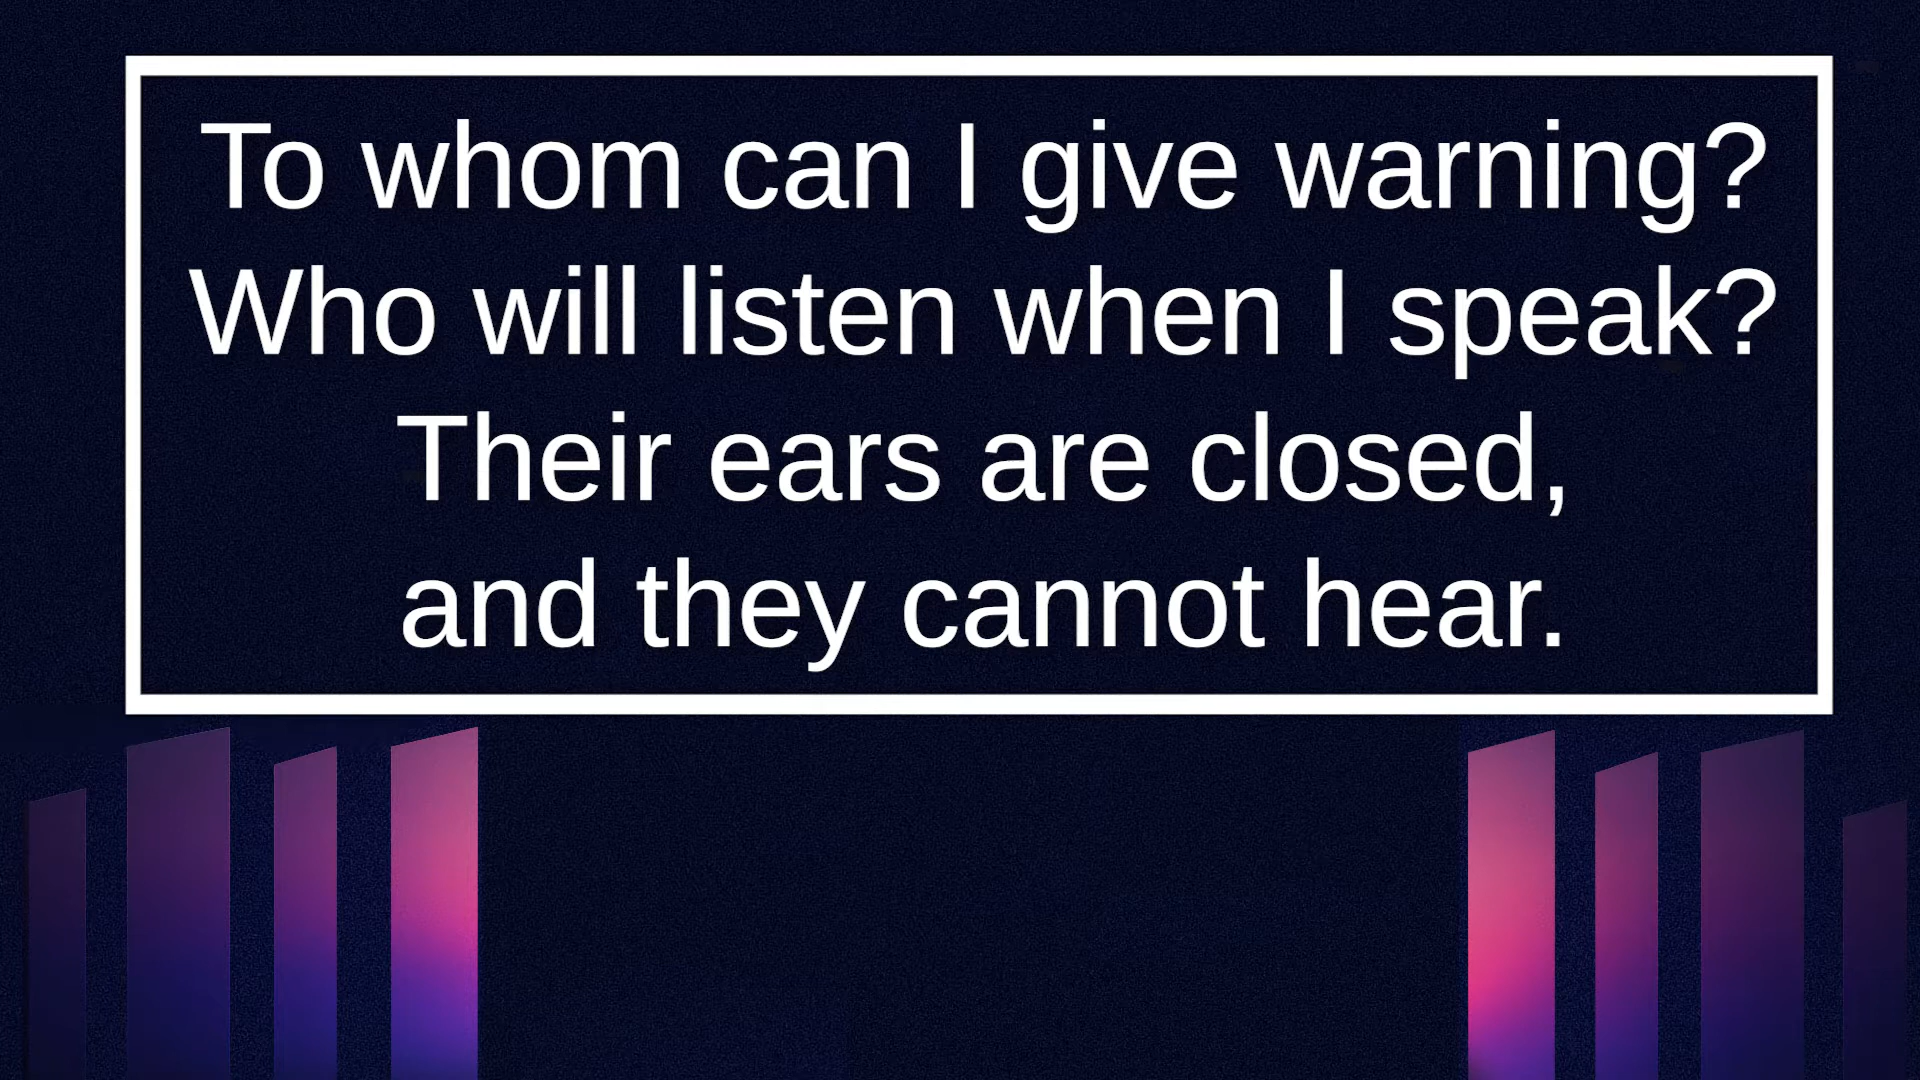 To whom can I give warning?
Who will listen when I speak?
Their ears are closed,
and they cannot hear.